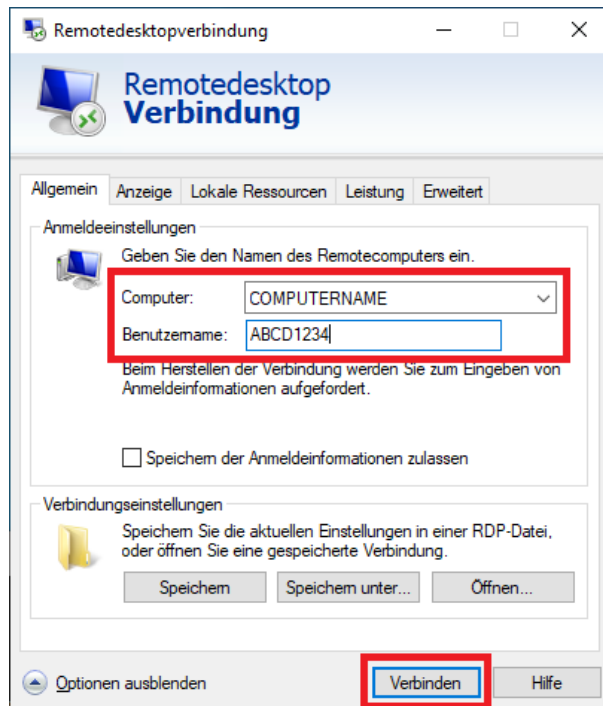 Remotedesktopverbindung
Remotedesktop
Verbindung
Allgemein Anzeige Lokale Ressourcen Leistung Erweitert
Anmeldeeinstellungen
Geben Sie den Namen des Remotecomputers ein.
Computer: COMPUTERNAME
Benutzername: ABCD1234
Beim Herstellen der Verbindung werden Sie zum Eingeben von
Anmeldeinformationen aufgefordert.
Speichern der Anmeldeinformationen zulassen
Verbindungseinstellungen
Speichern Sie die aktuellen Einstellungen in einer RDP-Datei,
oder öffnen Sie eine gespeicherte Verbindung.
Speichern Speichern unter... Öffnen...
Optionen ausblenden Verbinden Hilfe